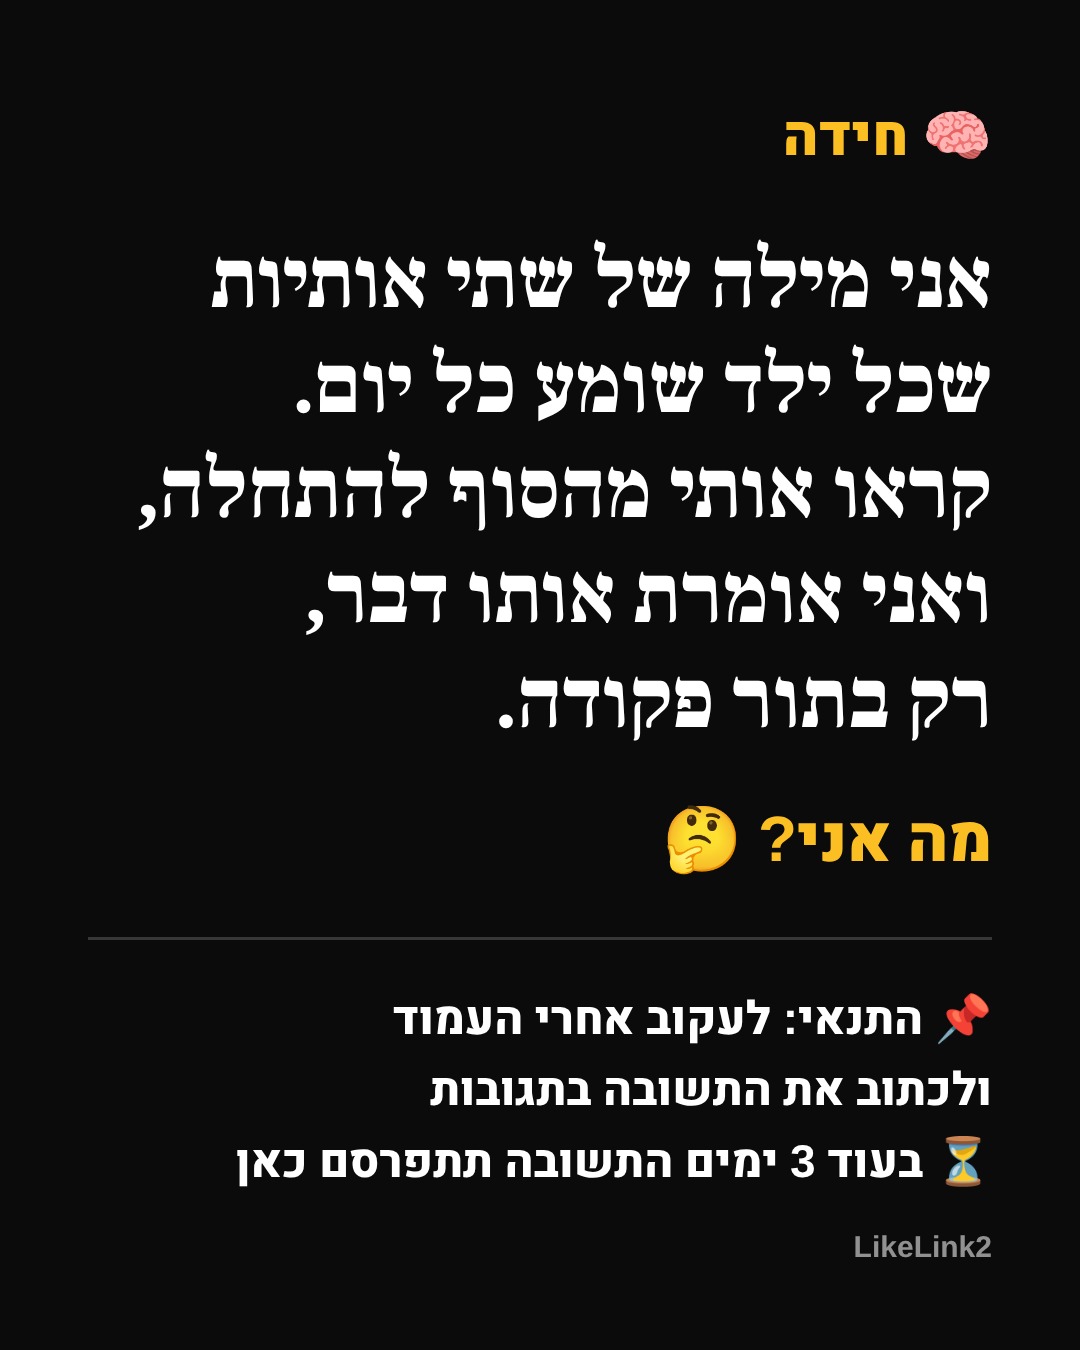 🧠 חידה
אני מילה של שתי אותיות
שכל ילד שומע כל יום.
קראו אותי מהסוף להתחלה,
ואני אומרת אותו דבר,
רק בתור פקודה.
מה אני? 🤔
📌 התנאי: לעקוב אחרי העמוד
ולכתוב את התשובה בתגובות
⏳ בעוד 3 ימים התשובה תתפרסם כאן
LikeLink2